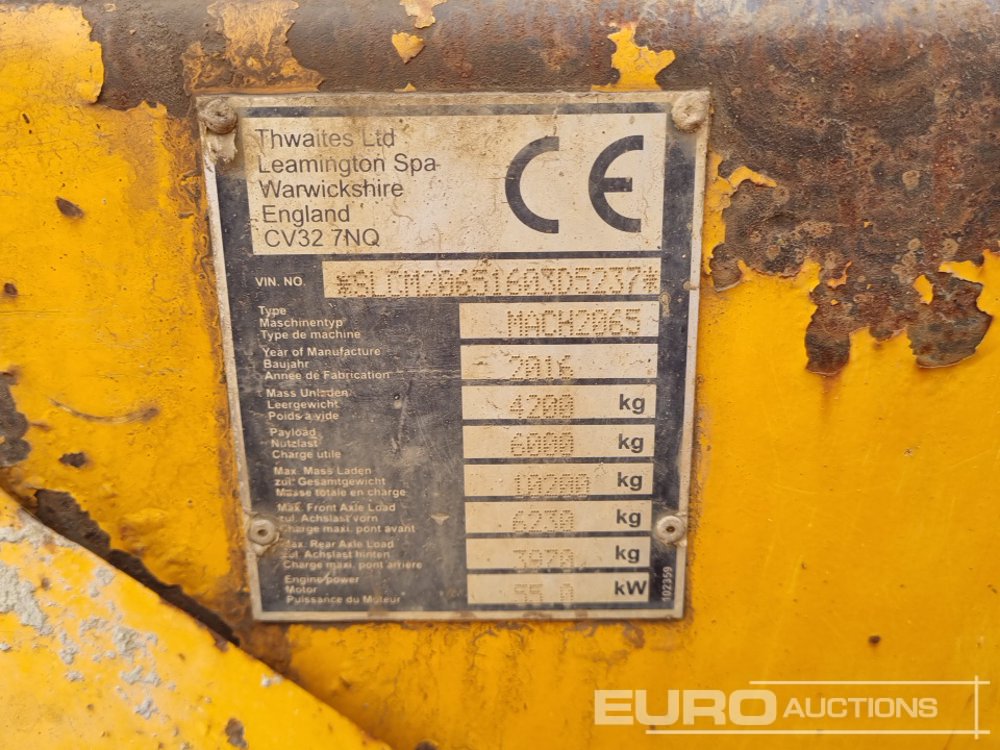 Thwaites Ltd
Leamington Spa
Warwickshire
England
CV32 7NQ
CE
VIN. NO. *SLCM20651603D5237*
Type
Maschinentyp
Type de machine
MACH2065
Year of Manufacture
Baujahr
Année de Fabrication
2016
Mass Unladen
Leergewicht
Poids à vide
4200 kg
Payload
Nutzlast
Charge utile
6000 kg
Max. Mass Laden
zul. Gesamtgewicht
Masse totale en charge
10200 kg
Max. Front Axle Load
zul. Achslast vorn
Charge maxi. pont avant
6230 kg
Max. Rear Axle Load
zul. Achslast hinten
Charge maxi. pont arrière
3970 kg
Engine power
Motor
Puissance du Moteur
55.0 kW
102359
EURO AUCTIONS